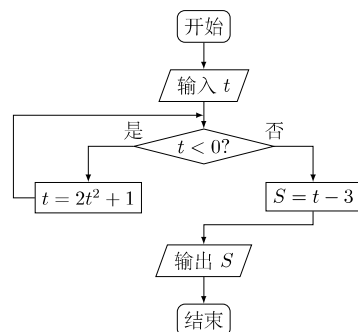 开始
输入 t
是
否
t < 0?
t = 2t² + 1
S = t − 3
输出 S
结束